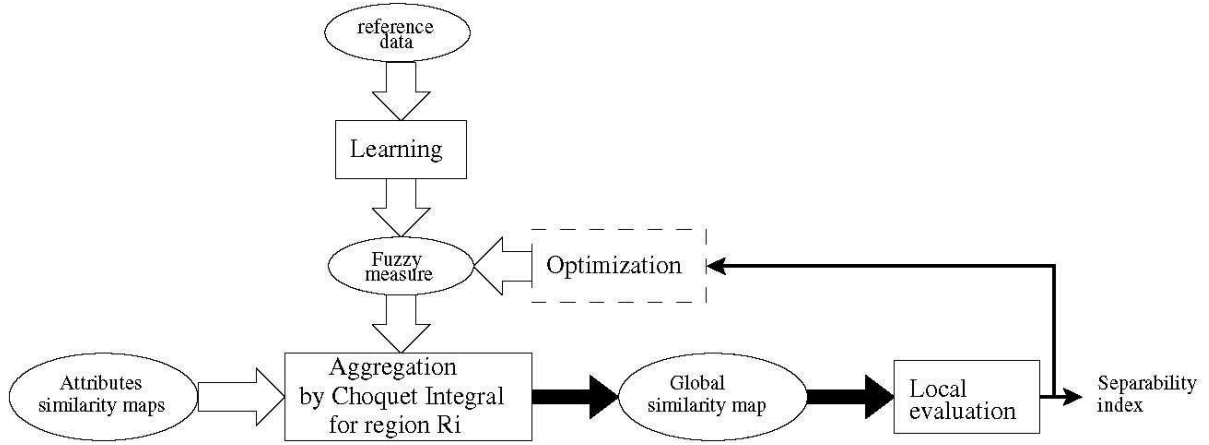 reference
data
Learning
Fuzzy
measure
Optimization
Attributes
similarity maps
Aggregation
by Choquet Integral
for region Ri
Global
similarity map
Local
evaluation
Separability
index